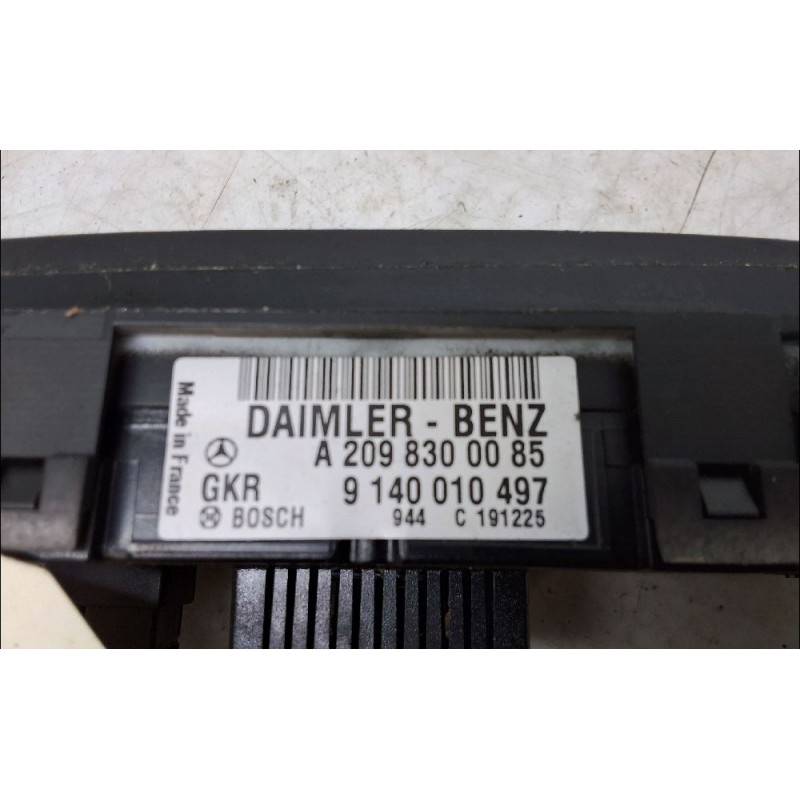 DAIMLER - BENZ
A 209 830 00 85
GKR 9 140 010 497
BOSCH 944 C 191225
Made in France